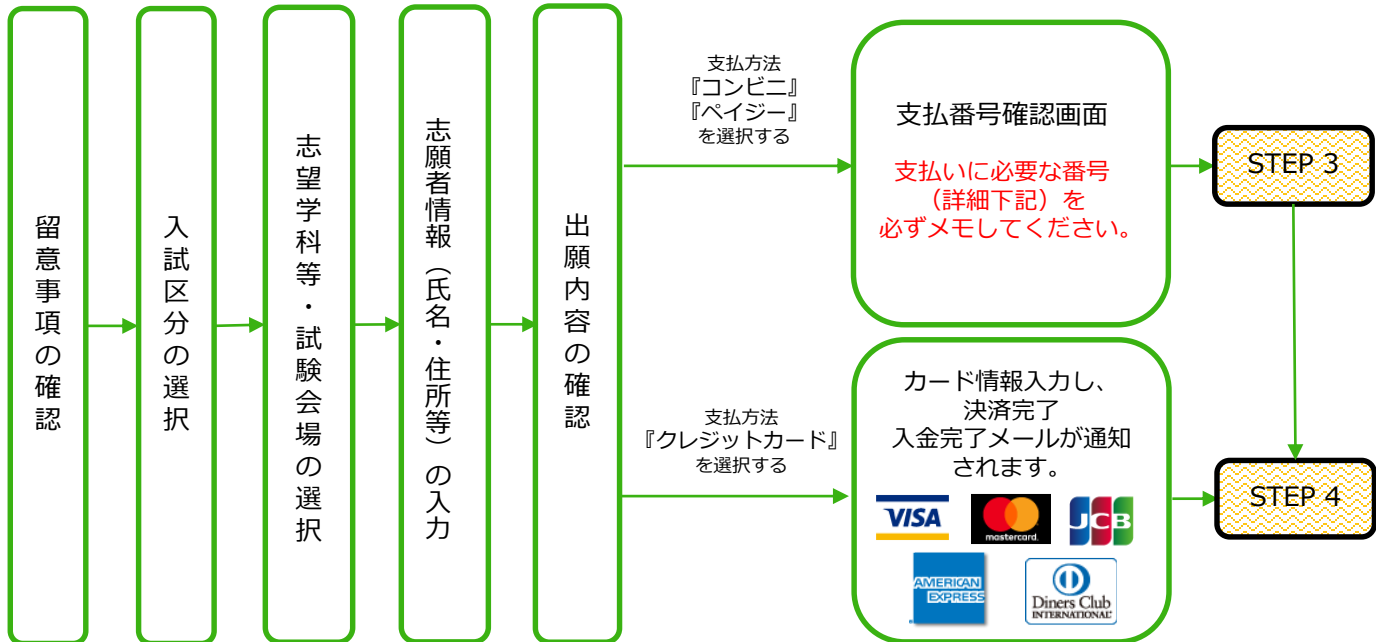 留意事項の確認
入試区分の選択
志望学科等・試験会場の選択
志願者情報（氏名・住所等）の入力
出願内容の確認
支払方法
『コンビニ』
『ペイジー』
を選択する
支払番号確認画面
支払いに必要な番号
（詳細下記）を
必ずメモしてください。
STEP 3
支払方法
『クレジットカード』
を選択する
カード情報入力し、
決済完了
入金完了メールが通知
されます。
VISA
mastercard.
JCB
AMERICAN
EXPRESS
Diners Club
INTERNATIONAL
STEP 4